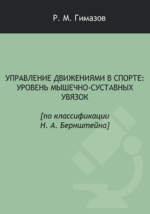 Р. М. Гимазов
УПРАВЛЕНИЕ ДВИЖЕНИЯМИ В СПОРТЕ:
УРОВЕНЬ МЫШЕЧНО-СУСТАВНЫХ
УВЯЗОК
[по классификации
Н. А. Бернштейна]